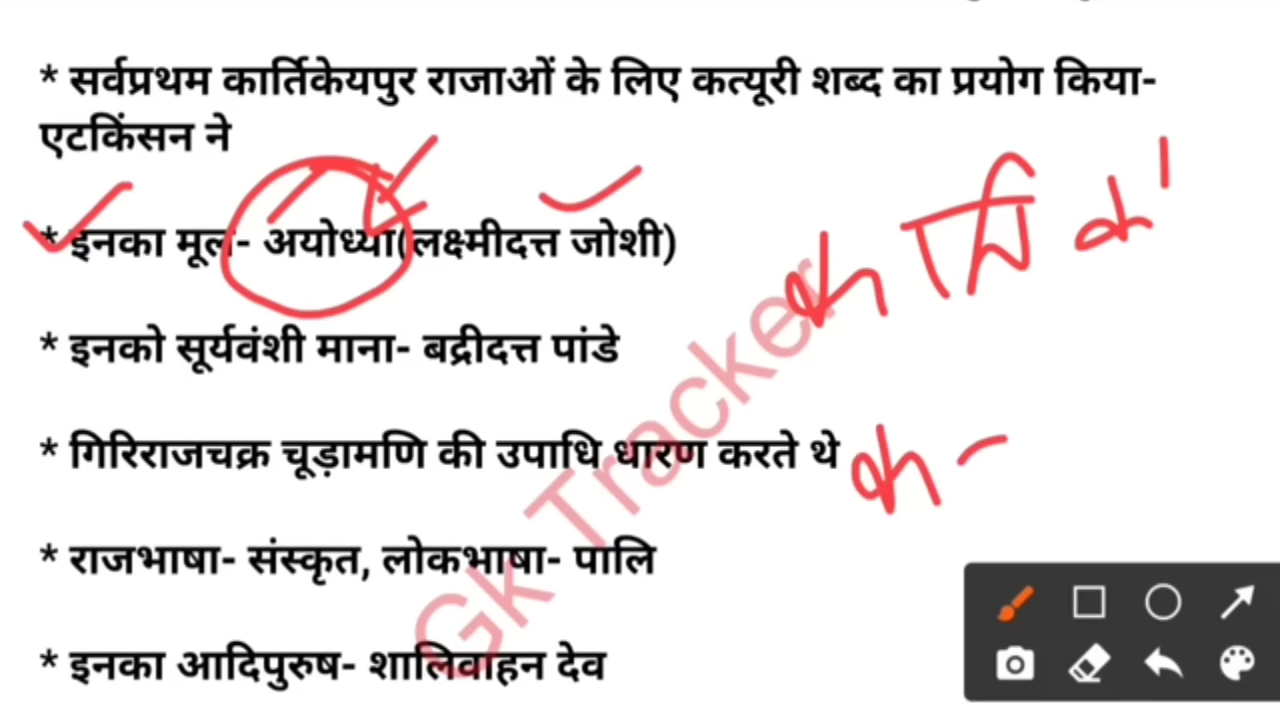 * सर्वप्रथम कार्तिकेयपुर राजाओं के लिए कत्यूरी शब्द का प्रयोग किया-
एटकिंसन ने
* इनका मूल- अयोध्या(लक्ष्मीदत्त जोशी)
* इनको सूर्यवंशी माना- बद्रीदत्त पांडे
* गिरिराजचक्र चूड़ामणि की उपाधि धारण करते थे
* राजभाषा- संस्कृत, लोकभाषा- पालि
* इनका आदिपुरुष- शालिवाहन देव
Gk Tracker